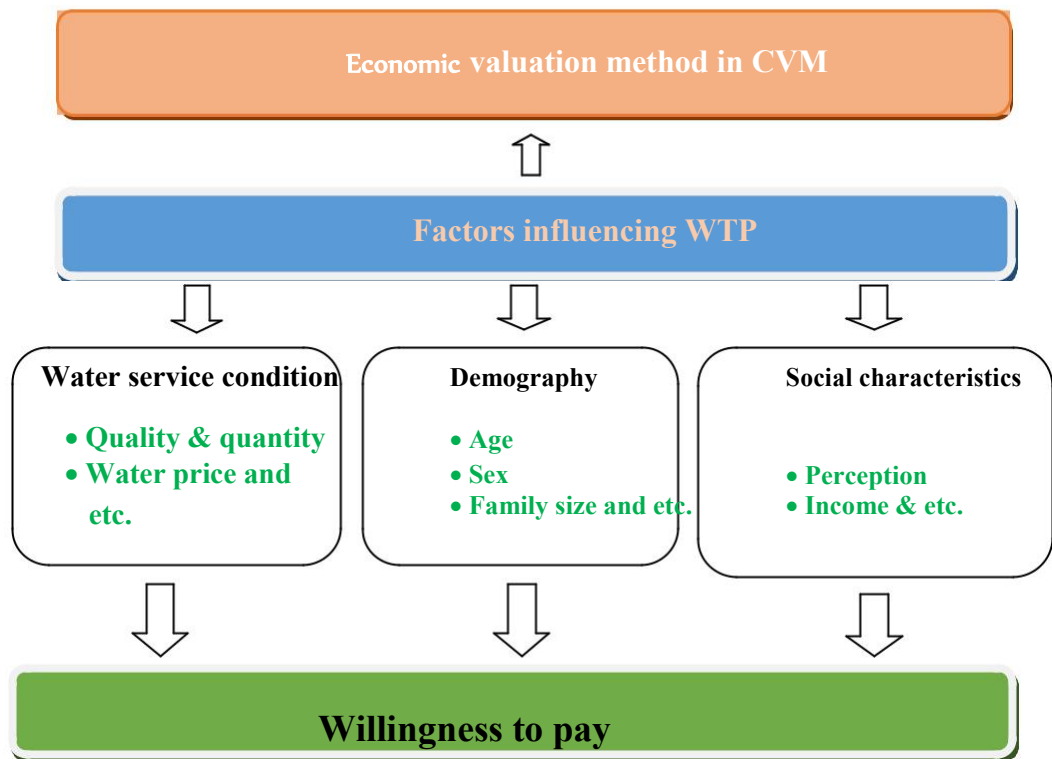 Economic valuation method in CVM
Factors influencing WTP
Water service condition
• Quality & quantity
• Water price and
etc.
Demography
• Age
• Sex
• Family size and etc.
Social characteristics
• Perception
• Income & etc.
Willingness to pay